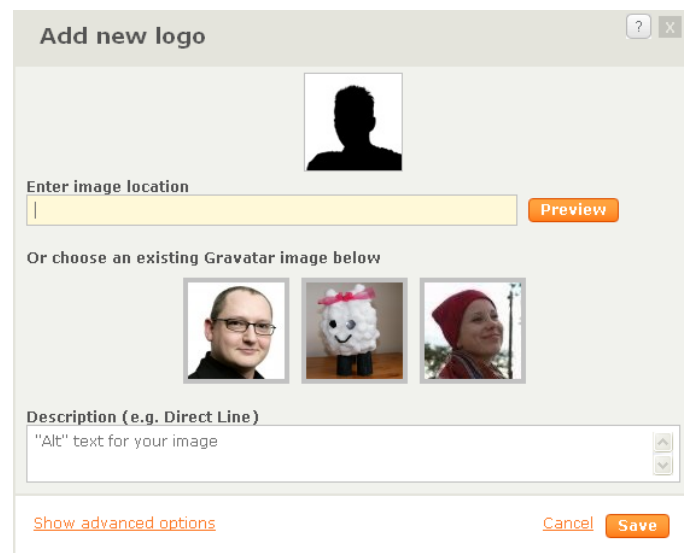 Add new logo
? X
Enter image location
Preview
Or choose an existing Gravatar image below
Description (e.g. Direct Line)
"Alt" text for your image
Show advanced options
Cancel Save